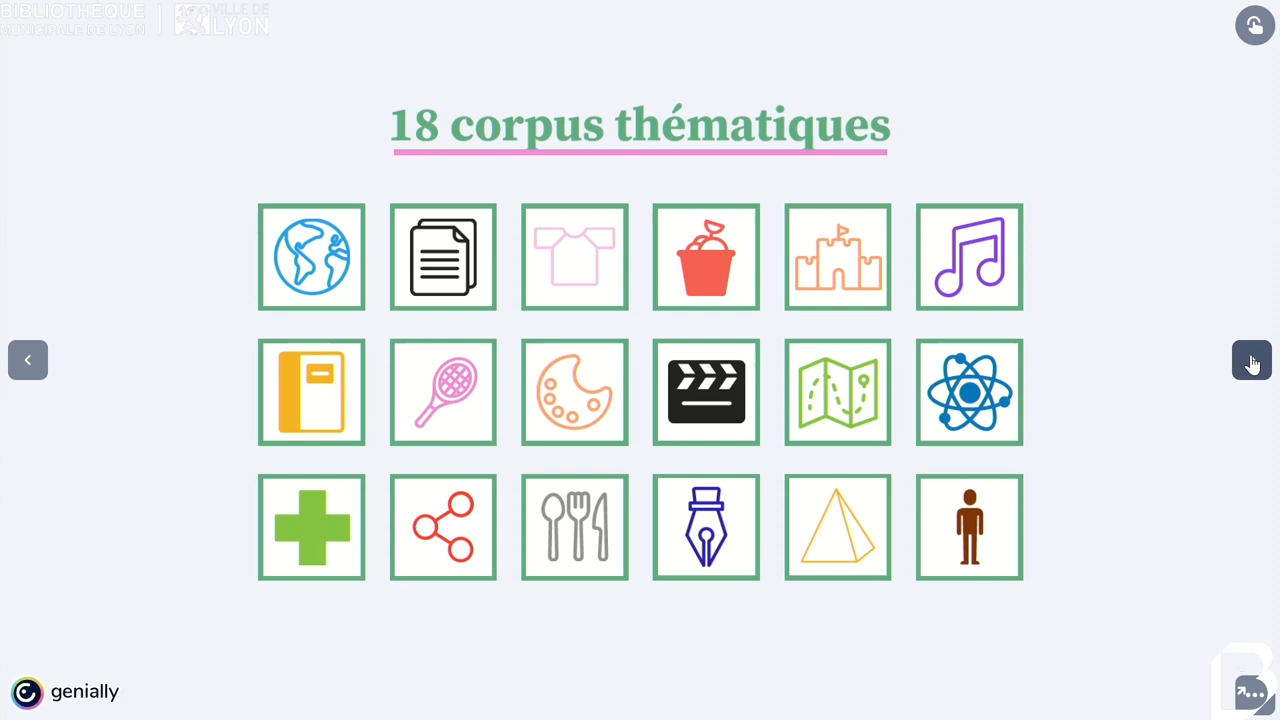 BIBLIOTHÈQUE
MUNICIPALE DE LYON
VILLE DE
LYON
18 corpus thématiques
genially